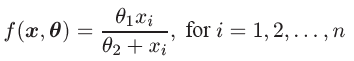 f(x, θ) = θ₁xᵢ / (θ₂ + xᵢ), for i = 1, 2, . . . , n